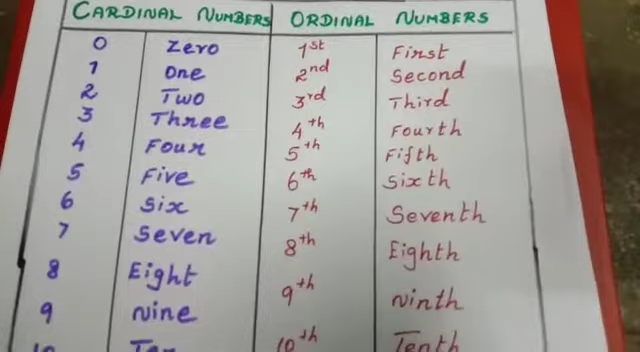 CARDINAL NUMBERS ORDINAL NUMBERS
0 Zero 1st First
1 One 2nd Second
2 Two 3rd Third
3 Three 4th Fourth
4 Four 5th Fifth
5 Five 6th Sixth
6 Six 7th Seventh
7 Seven 8th Eighth
8 Eight 9th Ninth
9 Nine 10th Tenth
10 Ten